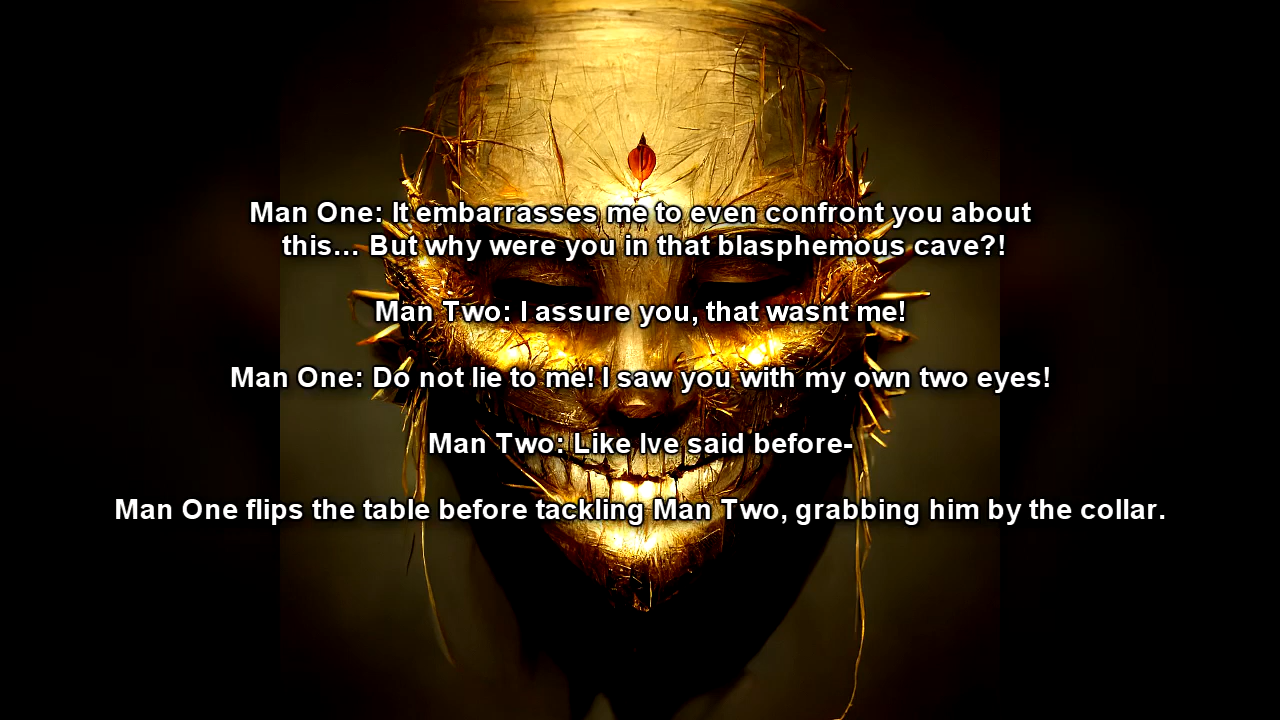 Man One: It embarrasses me to even confront you about
this... But why were you in that blasphemous cave?!
Man Two: I assure you, that wasnt me!
Man One: Do not lie to me! I saw you with my own two eyes!
Man Two: Like Ive said before-
Man One flips the table before tackling Man Two, grabbing him by the collar.